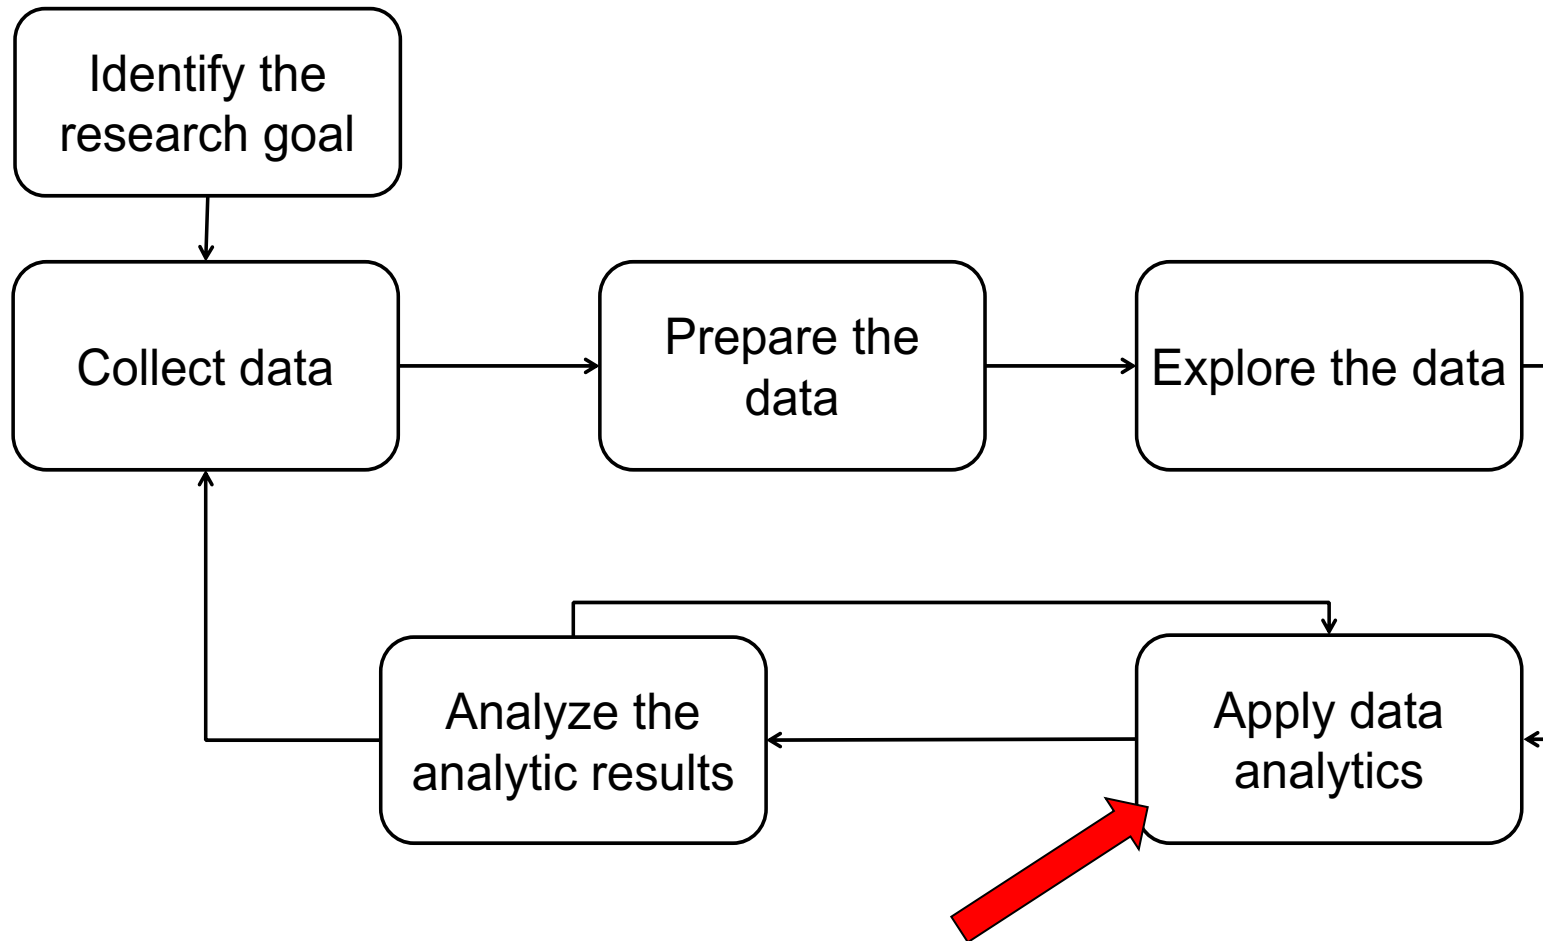 Identify the
research goal
Collect data
Prepare the
data
Explore the data
Analyze the
analytic results
Apply data
analytics